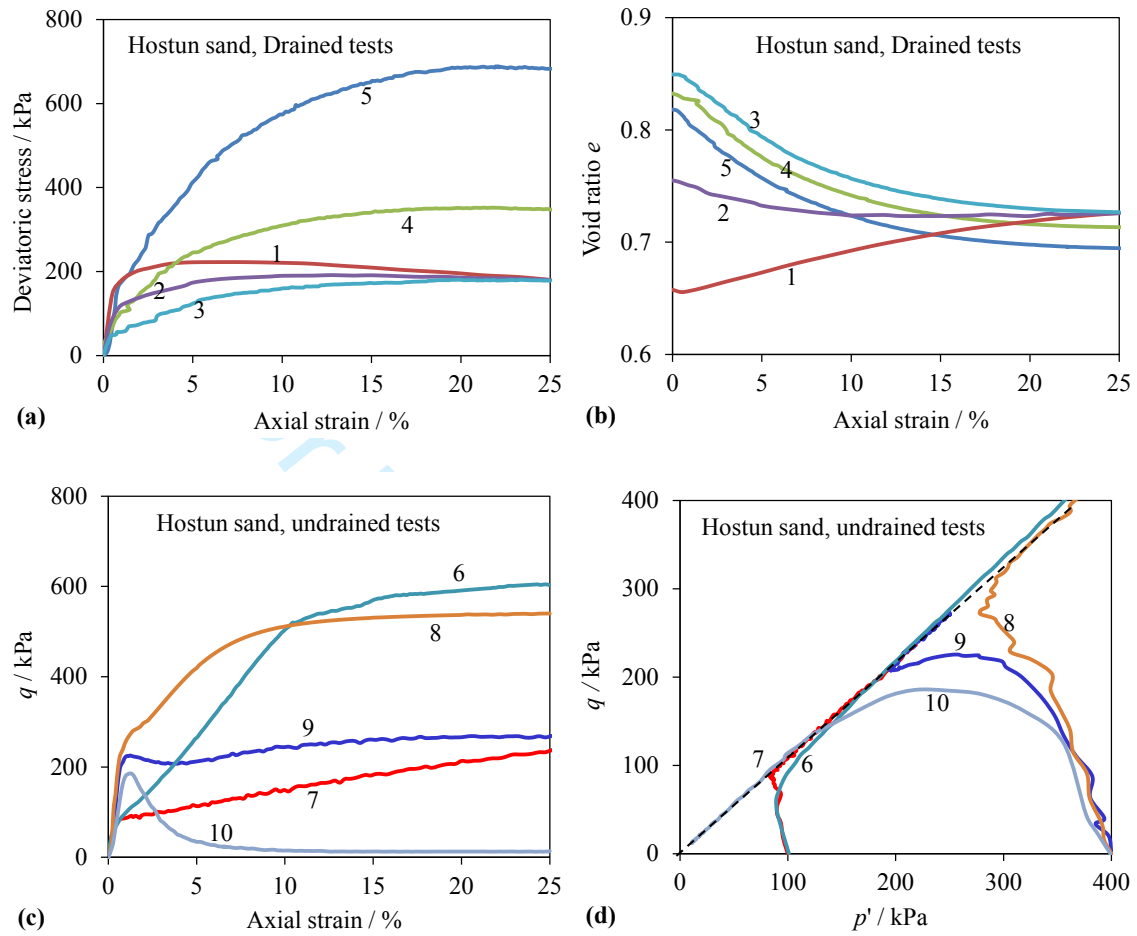 800
600
400
200
0
Deviatoric stress / kPa
Hostun sand, Drained tests
5
4
1
2
3
0 5 10 15 20 25
Axial strain / %
(a)
0.9
0.8
0.7
0.6
Void ratio e
Hostun sand, Drained tests
3
4
5
2
1
0 5 10 15 20 25
Axial strain / %
(b)
800
600
400
200
0
q / kPa
Hostun sand, undrained tests
6
8
9
7
10
0 5 10 15 20 25
Axial strain / %
(c)
400
300
200
100
0
q / kPa
Hostun sand, undrained tests
8
9
10
7
6
0 100 200 300 400
p' / kPa
(d)